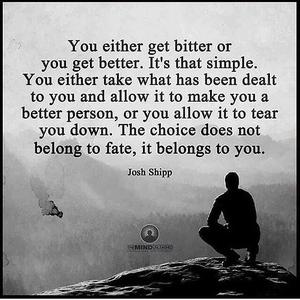 You either get bitter or
you get better. It's that simple.
You either take what has been dealt
to you and allow it to make you a
better person, or you allow it to tear
you down. The choice does not
belong to fate, it belongs to you.
Josh Shipp